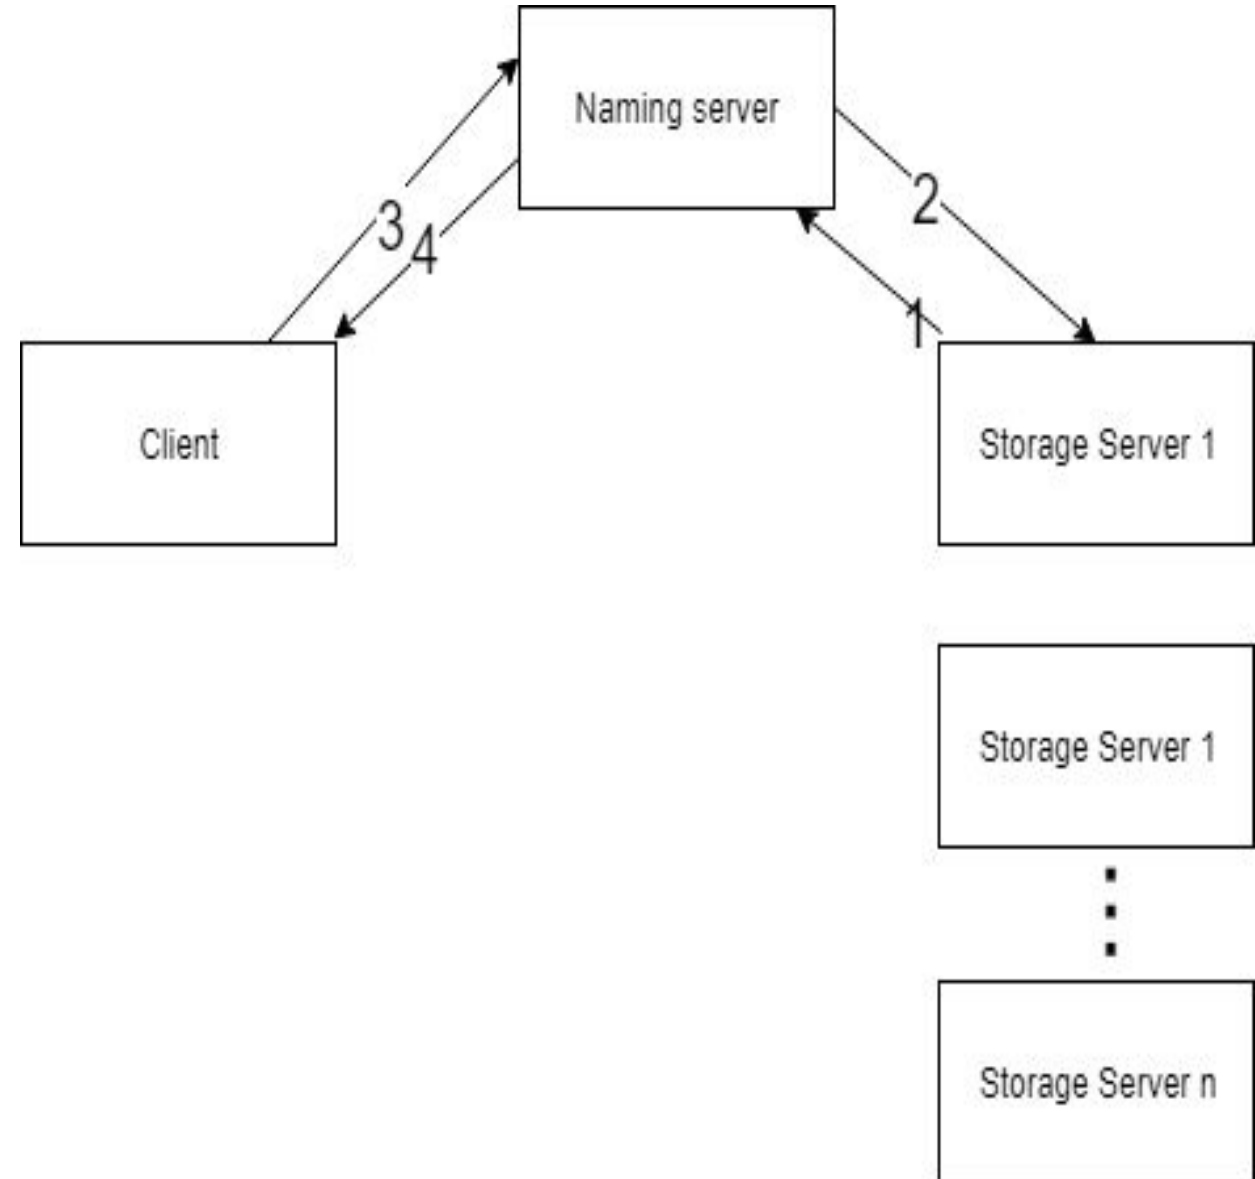 Naming server
2
3
4
1
Client
Storage Server 1
Storage Server 1
Storage Server n